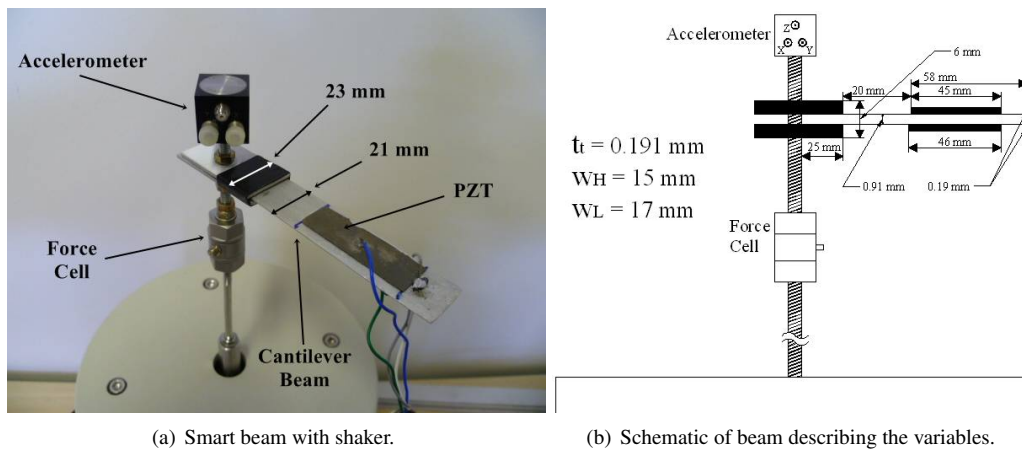 Accelerometer
23 mm
21 mm
PZT
Force
Cell
Cantilever
Beam
(a) Smart beam with shaker.
Accelerometer
Z
X Y
6 mm
58 mm
20 mm
45 mm
25 mm
46 mm
0.91 mm
0.19 mm
tt = 0.191 mm
WH = 15 mm
WL = 17 mm
Force
Cell
(b) Schematic of beam describing the variables.